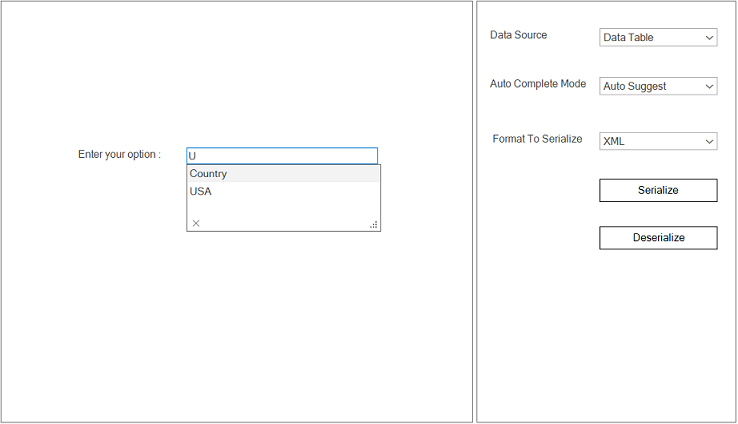 Enter your option :
U
Country
USA
Data Source
Data Table
Auto Complete Mode
Auto Suggest
Format To Serialize
XML
Serialize
Deserialize